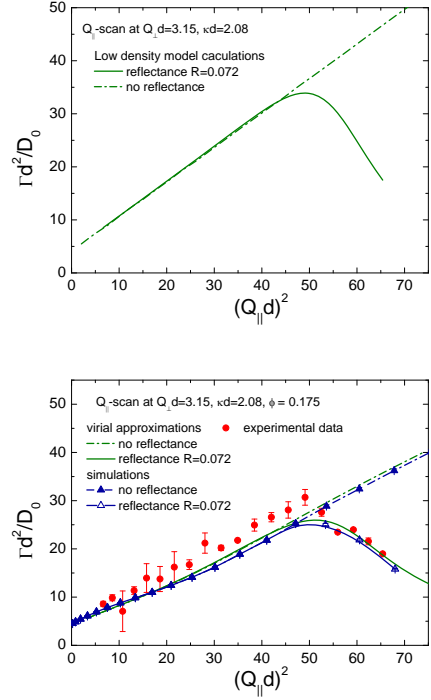 Q∥-scan at Q⊥d=3.15, κd=2.08
Low density model caculations
reflectance R=0.072
no reflectance
50
40
30
20
10
0
Γd²/D₀
0 10 20 30 40 50 60 70
(Q∥d)²
Q∥-scan at Q⊥d=3.15, κd=2.08, ϕ = 0.175
virial approximations
experimental data
no reflectance
reflectance R=0.072
simulations
no reflectance
reflectance R=0.072
50
40
30
20
10
0
Γd²/D₀
0 10 20 30 40 50 60 70
(Q∥d)²